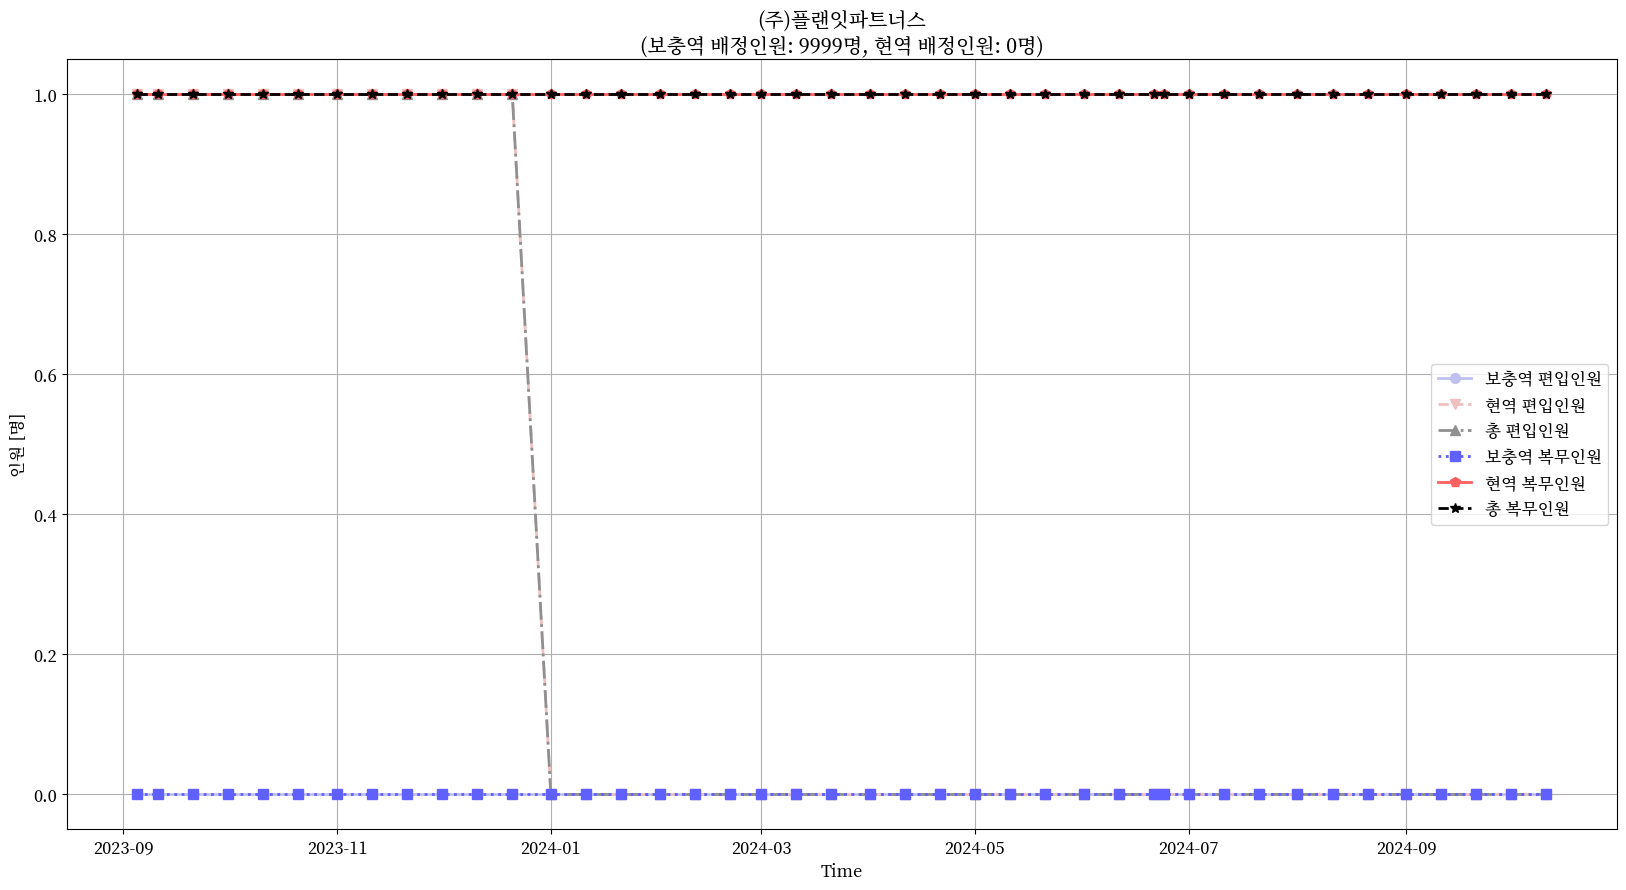 (주)플랜잇파트너스
(보충역 배정인원: 9999명, 현역 배정인원: 0명)
1.0
0.8
0.6
0.4
0.2
0.0
인원 [명]
보충역 편입인원
현역 편입인원
총 편입인원
보충역 복무인원
현역 복무인원
총 복무인원
2023-09
2023-11
2024-01
2024-03
2024-05
2024-07
2024-09
Time